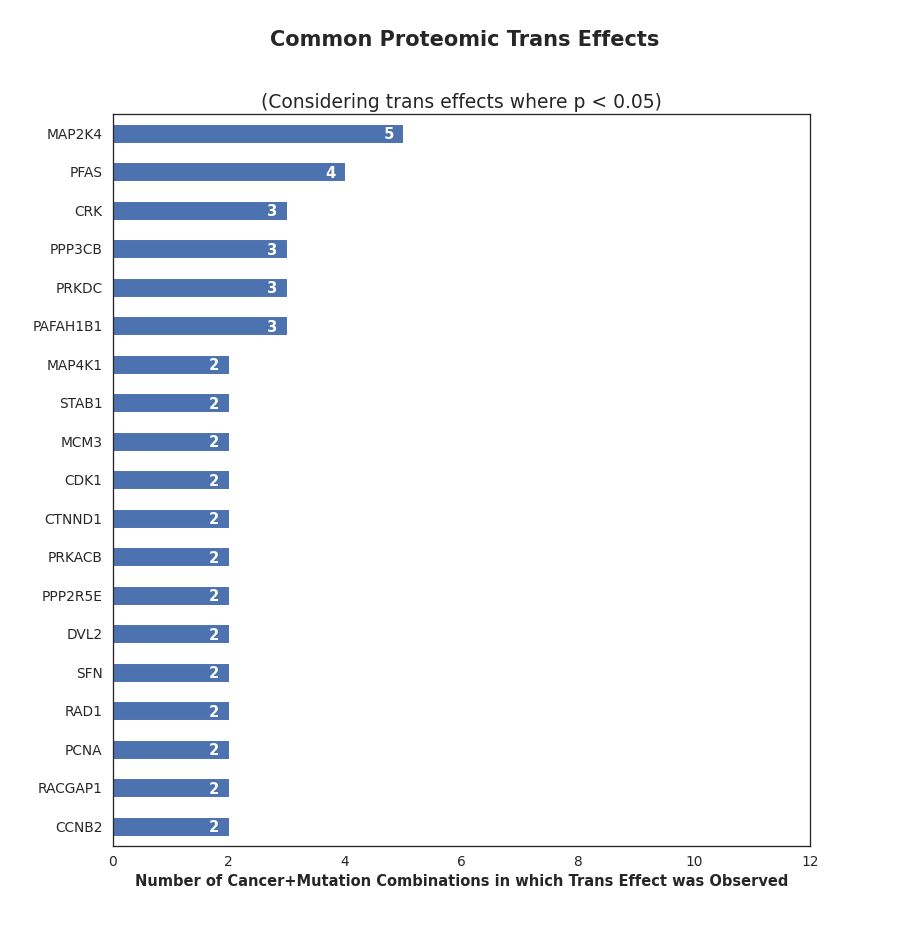 Common Proteomic Trans Effects
(Considering trans effects where p < 0.05)
MAP2K4 5
PFAS 4
CRK 3
PPP3CB 3
PRKDC 3
PAFAH1B1 3
MAP4K1 2
STAB1 2
MCM3 2
CDK1 2
CTNND1 2
PRKACB 2
PPP2R5E 2
DVL2 2
SFN 2
RAD1 2
PCNA 2
RACGAP1 2
CCNB2 2
0 2 4 6 8 10 12
Number of Cancer+Mutation Combinations in which Trans Effect was Observed